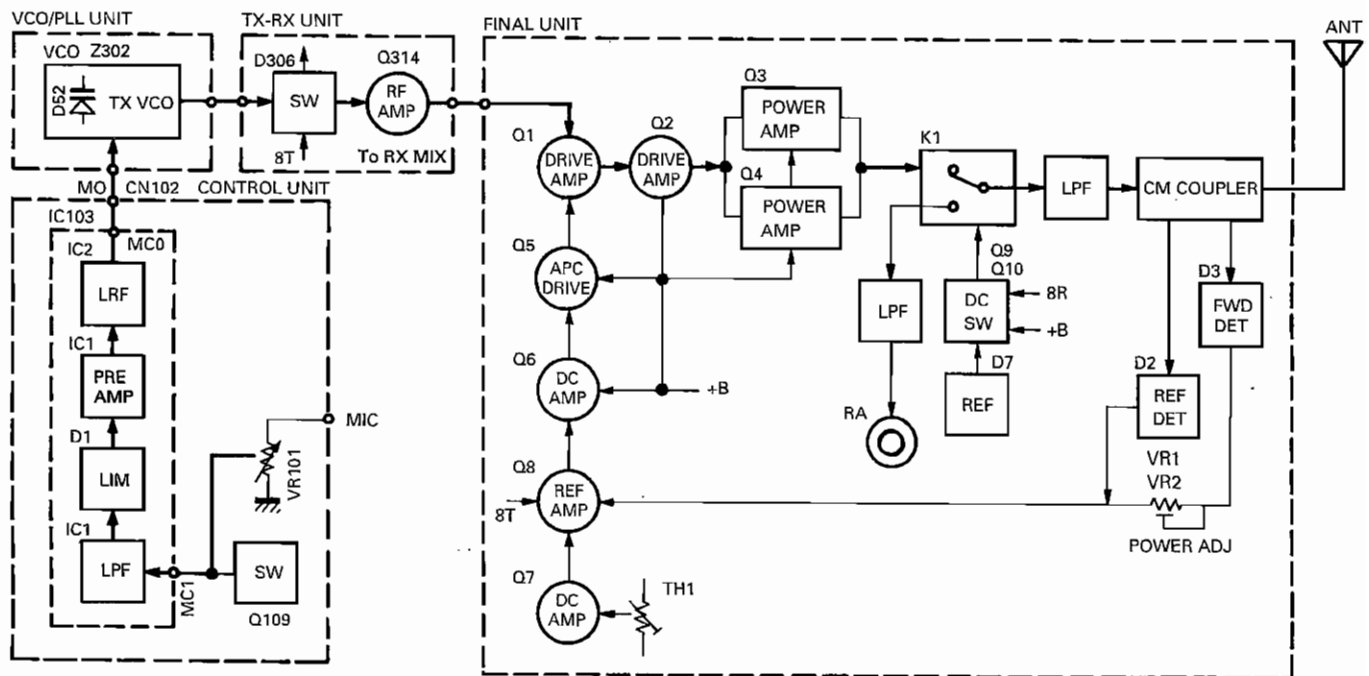 VCO/PLL UNIT
VCO Z302
D52
TX VCO
TX-RX UNIT
D306
SW
8T
Q314
RF
AMP
To RX MIX
MO
CN102
CONTROL UNIT
IC103
MC0
IC2
LRF
IC1
PRE
AMP
D1
LIM
IC1
LPF
MC1
MIC
VR101
SW
Q109
FINAL UNIT
Q1
DRIVE
AMP
Q2
DRIVE
AMP
Q3
POWER
AMP
Q4
POWER
AMP
Q5
APC
DRIVE
Q6
DC
AMP
+B
Q8
REF
AMP
8T
Q7
DC
AMP
TH1
K1
LPF
CM COUPLER
ANT
LPF
RA
Q9
Q10
DC
SW
8R
+B
D7
REF
D3
FWD
DET
D2
REF
DET
VR1
VR2
POWER ADJ